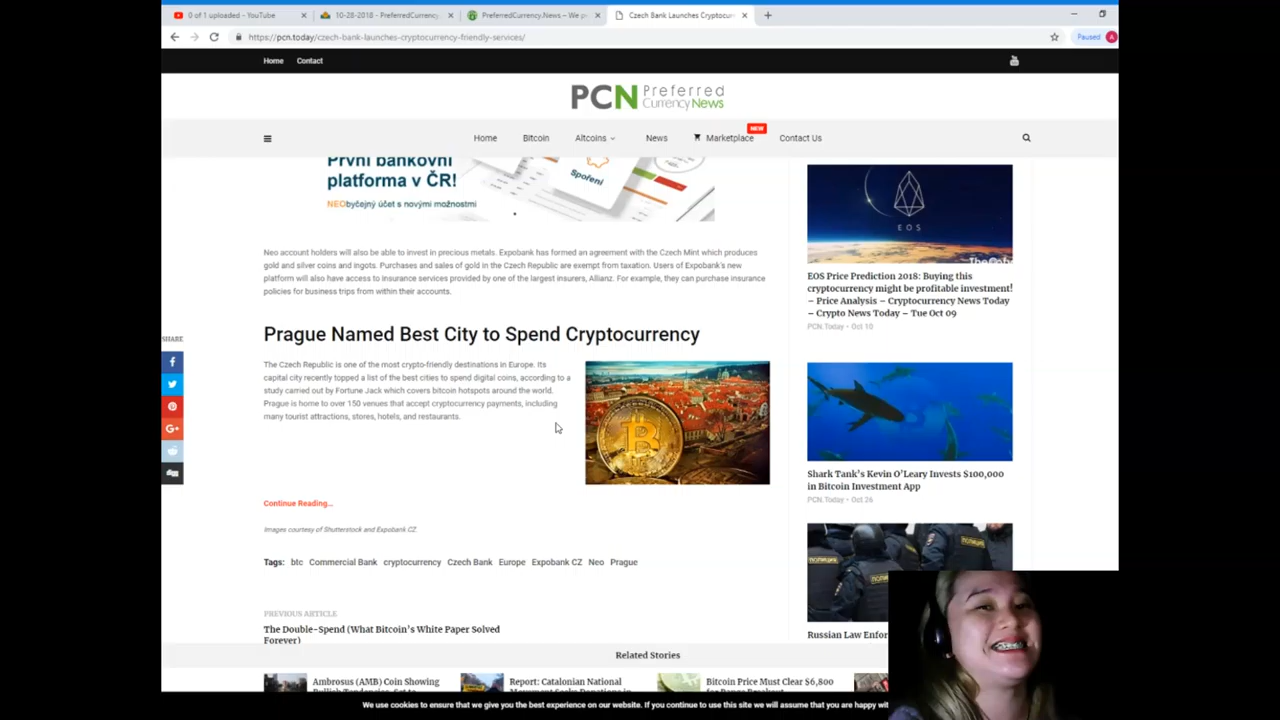 0 of 1 uploaded - YouTube
10-28-2018 - PreferredCurrency
PreferredCurrency.News – We p
Czech Bank Launches Cryptocur
https://pcn.today/czech-bank-launches-cryptocurrency-friendly-services/
Paused
A
Home Contact
PCN Preferred
Currency News
Home Bitcoin Altcoins News Marketplace NEW Contact Us
První bankovní
platforma v ČR!
NEObyčejný účet s novými možnostmi
Spoření
Neo account holders will also be able to invest in precious metals. Expobank has formed an agreement with the Czech Mint which produces
gold and silver coins and ingots. Purchases and sales of gold in the Czech Republic are exempt from taxation. Users of Expobank's new
platform will also have access to insurance services provided by one of the largest insurers, Allianz. For example, they can purchase insurance
policies for business trips from within their accounts.
SHARE
Prague Named Best City to Spend Cryptocurrency
The Czech Republic is one of the most crypto-friendly destinations in Europe. Its
capital city recently topped a list of the best cities to spend digital coins, according to a
study carried out by Fortune Jack which covers bitcoin hotspots around the world.
Prague is home to over 150 venues that accept cryptocurrency payments, including
many tourist attractions, stores, hotels, and restaurants.
Continue Reading…
Images courtesy of Shutterstock and Expobank CZ.
Tags: btc Commercial Bank cryptocurrency Czech Bank Europe Expobank CZ Neo Prague
PREVIOUS ARTICLE
The Double-Spend (What Bitcoin's White Paper Solved
Forever)
EOS
EOS Price Prediction 2018: Buying this
cryptocurrency might be profitable investment!
– Price Analysis – Cryptocurrency News Today
– Crypto News Today – Tue Oct 09
PCN.Today • Oct 10
Shark Tank's Kevin O'Leary Invests $100,000
in Bitcoin Investment App
PCN.Today • Oct 26
ПОЛИЦИЯ
Russian Law Enfor
Related Stories
Ambrosus (AMB) Coin Showing
Bullish Tendencies, Set to
Report: Catalonian National
Movement Seeks Donations in
Bitcoin Price Must Clear $6,800
for Range Breakout
We use cookies to ensure that we give you the best experience on our website. If you continue to use this site we will assume that you are happy wit